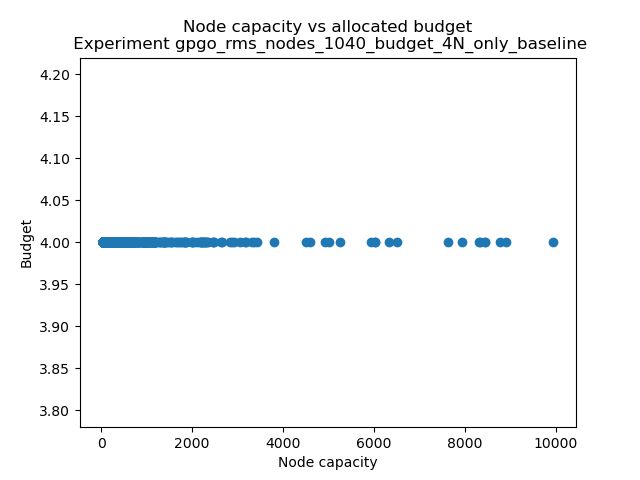 Node capacity vs allocated budget
Experiment gpgo_rms_nodes_1040_budget_4N_only_baseline
4.20
4.15
4.10
4.05
4.00
3.95
3.90
3.85
3.80
Budget
0 2000 4000 6000 8000 10000
Node capacity